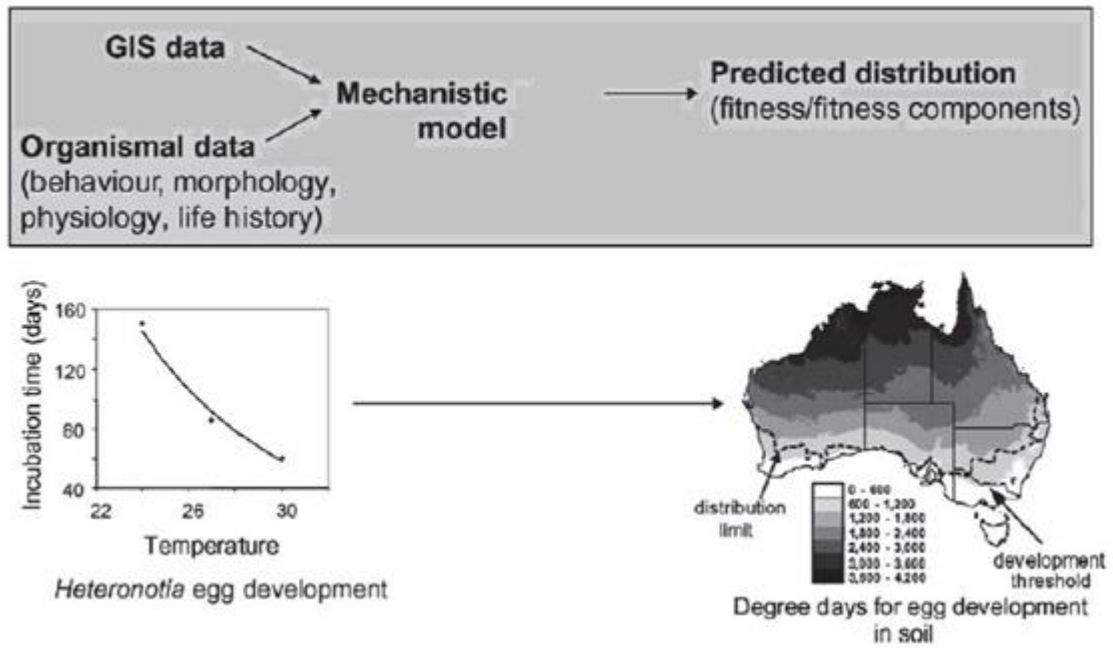 GIS data
Mechanistic
model
Predicted distribution
(fitness/fitness components)
Organismal data
(behaviour, morphology,
physiology, life history)
Incubation time (days)
160
120
80
40
22
26
30
Temperature
Heteronotia egg development
distribution
limit
0 - 600
600 - 1,200
1,200 - 1,800
1,800 - 2,400
2,400 - 3,000
3,000 - 3,600
3,600 - 4,200
development
threshold
Degree days for egg development
in soil